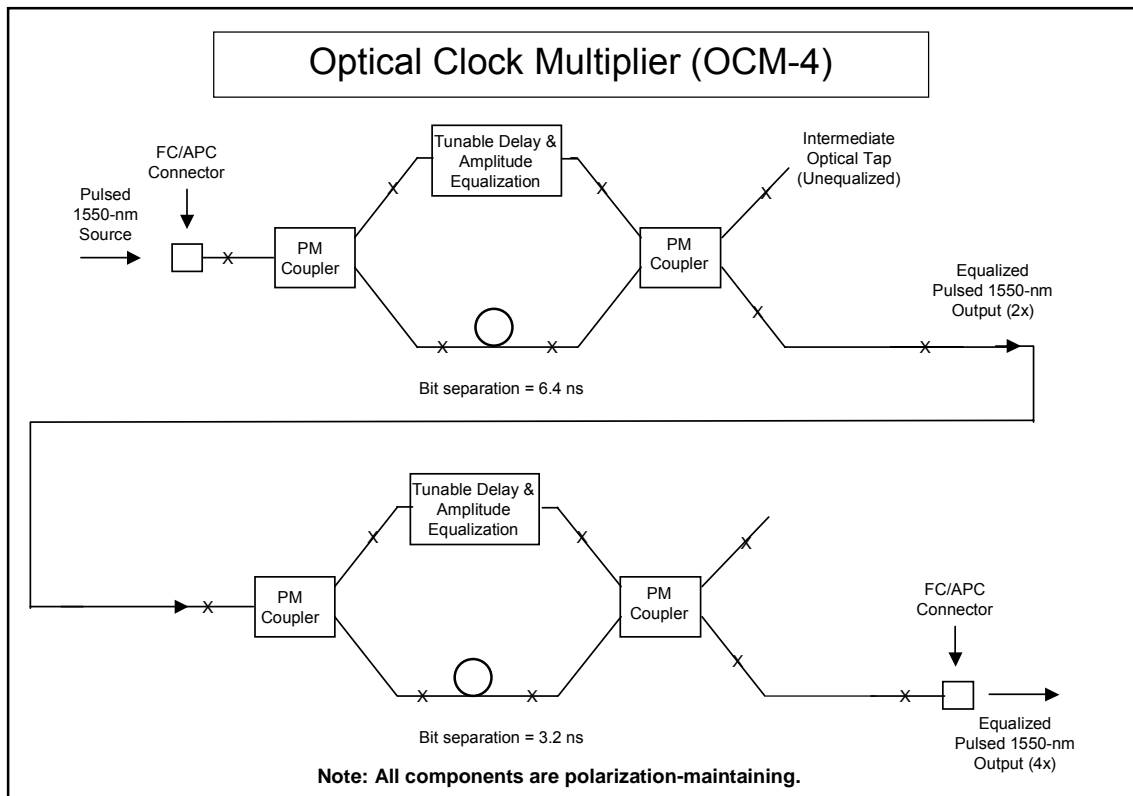 Optical Clock Multiplier (OCM-4)
Tunable Delay &
Amplitude
Equalization
Intermediate
Optical Tap
(Unequalized)
FC/APC
Connector
Pulsed
1550-nm
Source
X
X
X
X
PM
Coupler
PM
Coupler
Equalized
Pulsed 1550-nm
Output (2x)
X
X
X
X
Bit separation = 6.4 ns
Tunable Delay &
Amplitude
Equalization
X
X
X
PM
Coupler
PM
Coupler
FC/APC
Connector
X
X
X
X
X
Bit separation = 3.2 ns
Equalized
Pulsed 1550-nm
Output (4x)
Note: All components are polarization-maintaining.